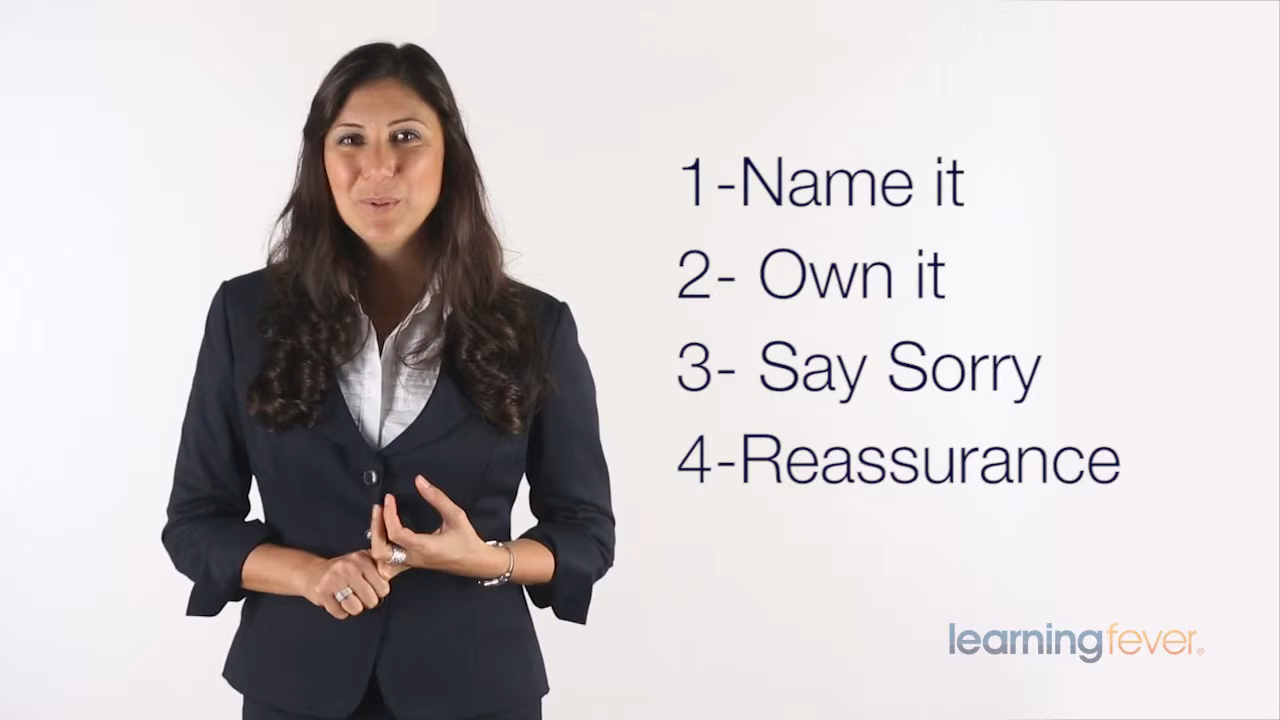 1-Name it
2- Own it
3- Say Sorry
4-Reassurance
learningfever®